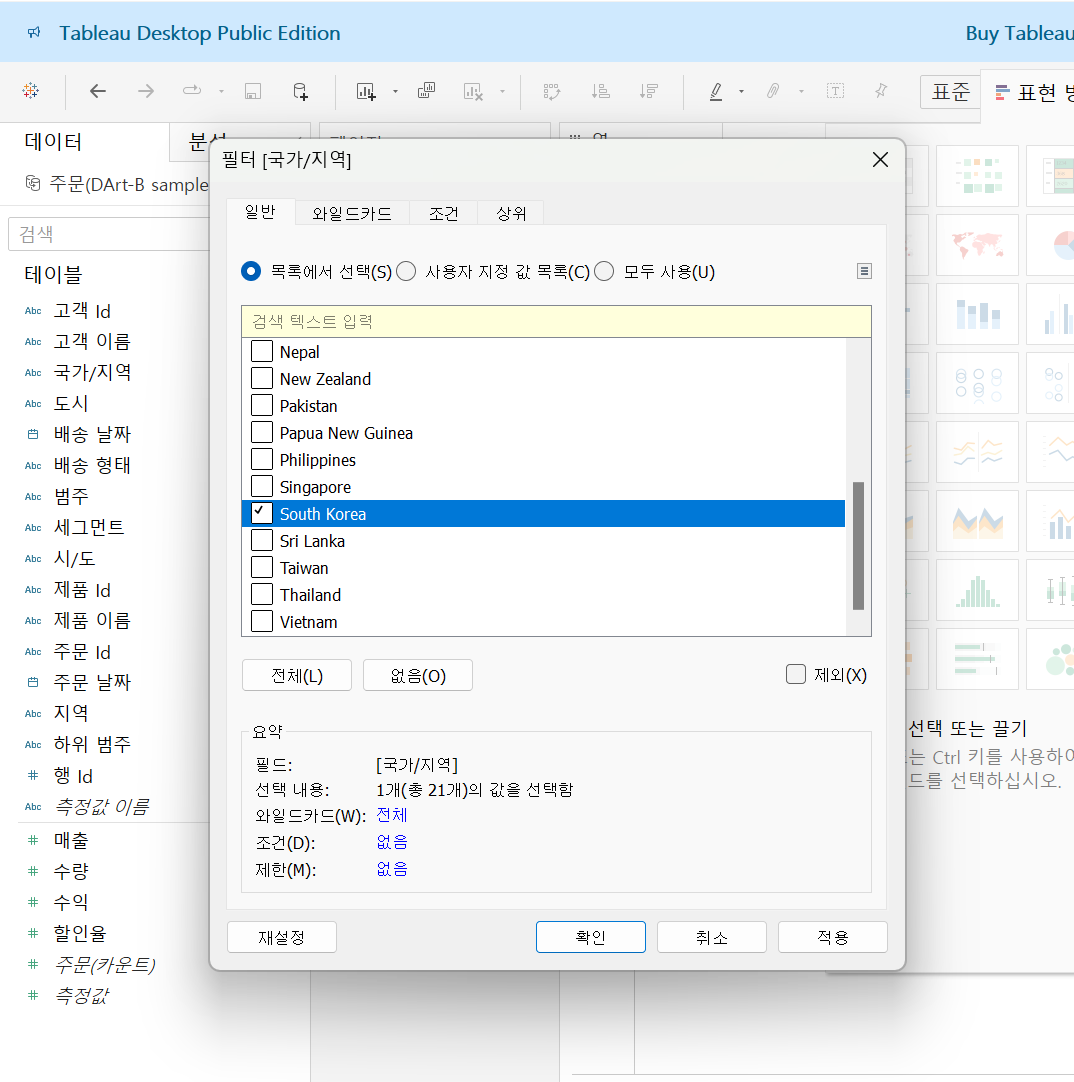 Tableau Desktop Public Edition
Buy Tableau
표준
표현
데이터
주문(DArt-B sample
검색
테이블
Abc 고객 Id
Abc 고객 이름
Abc 국가/지역
Abc 도시
배송 날짜
Abc 배송 형태
Abc 범주
Abc 세그먼트
Abc 시/도
Abc 제품 Id
Abc 제품 이름
Abc 주문 Id
주문 날짜
Abc 지역
Abc 하위 범주
# 행 Id
Abc 측정값 이름
# 매출
# 수량
# 수익
# 할인율
# 주문(카운트)
# 측정값
필터 [국가/지역]
일반 와일드카드 조건 상위
목록에서 선택(S) 사용자 지정 값 목록(C) 모두 사용(U)
검색 텍스트 입력
Nepal
New Zealand
Pakistan
Papua New Guinea
Philippines
Singapore
South Korea
Sri Lanka
Taiwan
Thailand
Vietnam
전체(L) 없음(O) 제외(X)
요약
필드: [국가/지역]
선택 내용: 1개(총 21개)의 값을 선택함
와일드카드(W): 전체
조건(D): 없음
제한(M): 없음
재설정 확인 취소 적용
선택 또는 끌기
는 Ctrl 키를 사용하여
드를 선택하십시오.